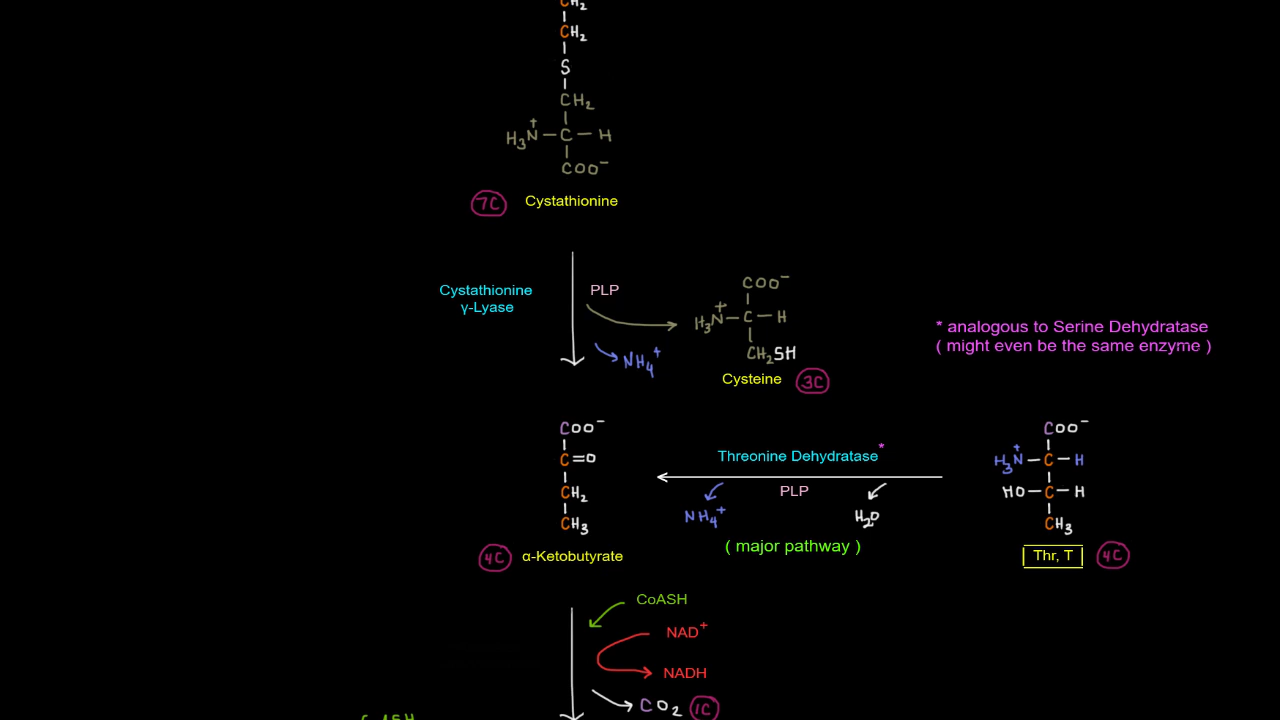 CH₂
CH₂
S
CH₂
H₃N⁺—C—H
COO⁻
7C Cystathionine
Cystathionine
γ-Lyase
PLP
NH₄⁺
COO⁻
H₃N⁺—C—H
CH₂SH
Cysteine 3C
* analogous to Serine Dehydratase
( might even be the same enzyme )
COO⁻
C=O
CH₂
CH₃
4C α-Ketobutyrate
Threonine Dehydratase*
PLP
NH₄⁺ H₂O
( major pathway )
COO⁻
H₃N⁺—C—H
HO—C—H
CH₃
Thr, T 4C
CoASH
NAD⁺
NADH
CO₂ 1C
CoASH